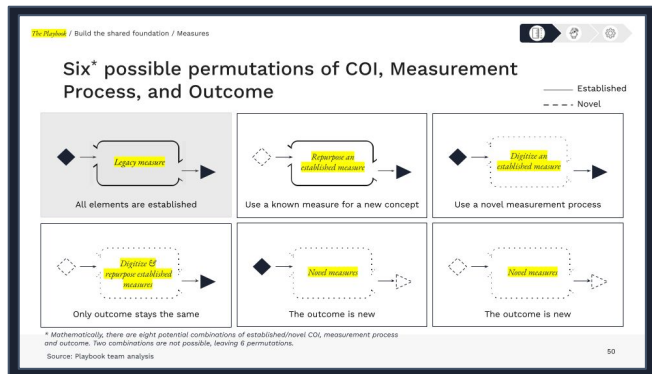 The Playbook / Build the shared foundation / Measures
Six* possible permutations of COI, Measurement
Process, and Outcome
Established
Novel
Legacy measure
All elements are established
Repurpose an
established measure
Use a known measure for a new concept
Digitize an
established measure
Use a novel measurement process
Digitize &
repurpose established
measures
Only outcome stays the same
Novel measures
The outcome is new
Novel measures
The outcome is new
* Mathematically, there are eight potential combinations of established/novel COI, measurement process
and outcome. Two combinations are not possible, leaving 6 permutations.
Source: Playbook team analysis
50